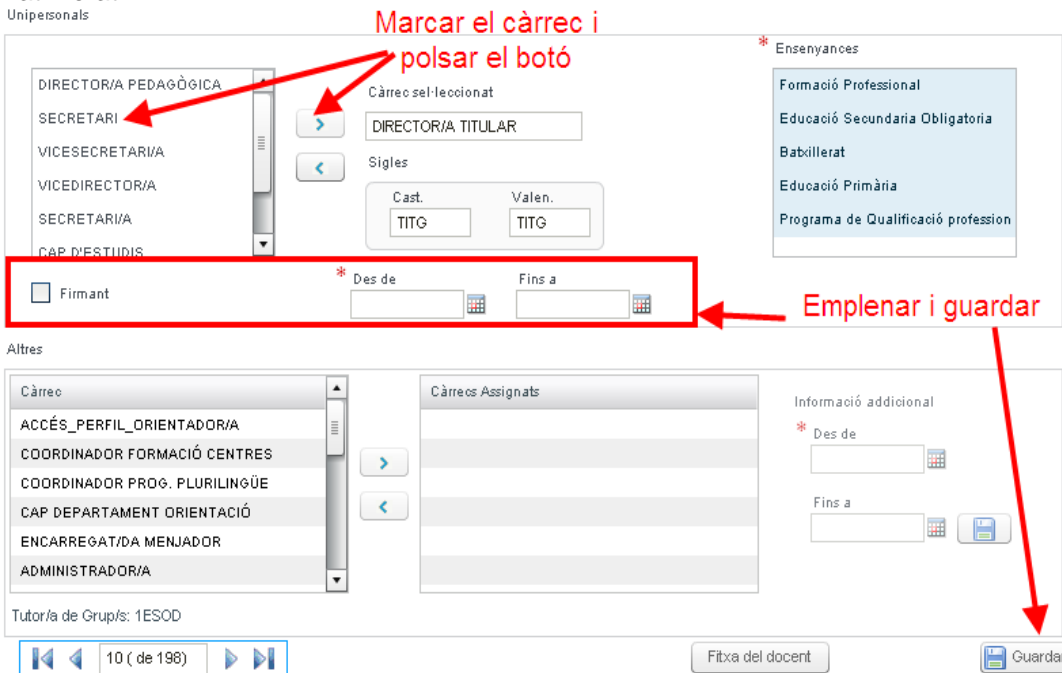 Unipersonals
Marcar el càrrec i
polsar el botó
* Ensenyances
DIRECTOR/A PEDAGÒGICA
SECRETARI
VICESECRETARI/A
VICEDIRECTOR/A
SECRETARI/A
CAP D'ESTUDIS
Càrrec sel·leccionat
DIRECTOR/A TITULAR
Sigles
Cast.
Valen.
TITG
TITG
Formació Professional
Educació Secundaria Obligatoria
Batxillerat
Educació Primària
Programa de Qualificació profession
Firmant
* Des de
Fins a
Emplenar i guardar
Altres
Càrrec
ACCÉS_PERFIL_ORIENTADOR/A
COORDINADOR FORMACIÓ CENTRES
COORDINADOR PROG. PLURILINGÜE
CAP DEPARTAMENT ORIENTACIÓ
ENCARREGAT/DA MENJADOR
ADMINISTRADOR/A
Càrrecs Assignats
Informació addicional
* Des de
Fins a
Tutor/a de Grup/s: 1ESOD
10 ( de 198)
Fitxa del docent
Guardar